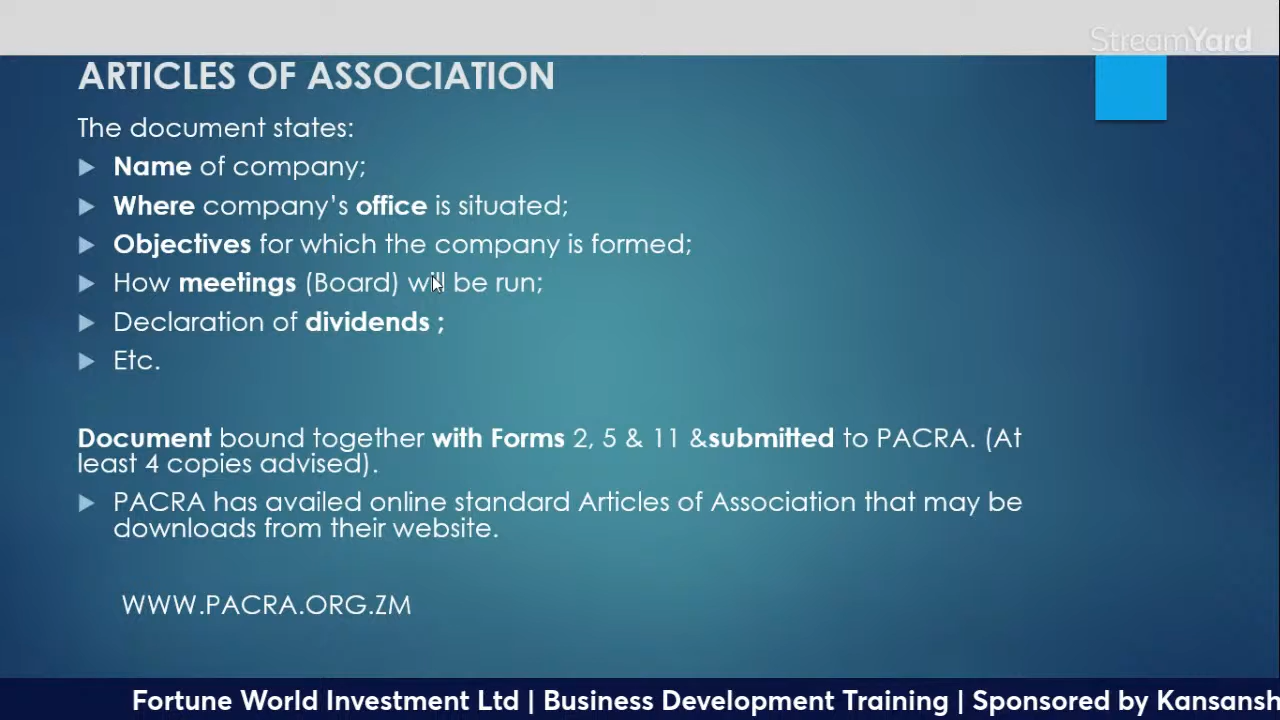 StreamYard
ARTICLES OF ASSOCIATION
The document states:
Name of company;
Where company's office is situated;
Objectives for which the company is formed;
How meetings (Board) will be run;
Declaration of dividends ;
Etc.
Document bound together with Forms 2, 5 & 11 &submitted to PACRA. (At
least 4 copies advised).
PACRA has availed online standard Articles of Association that may be
downloads from their website.
WWW.PACRA.ORG.ZM
Fortune World Investment Ltd | Business Development Training | Sponsored by Kansansh